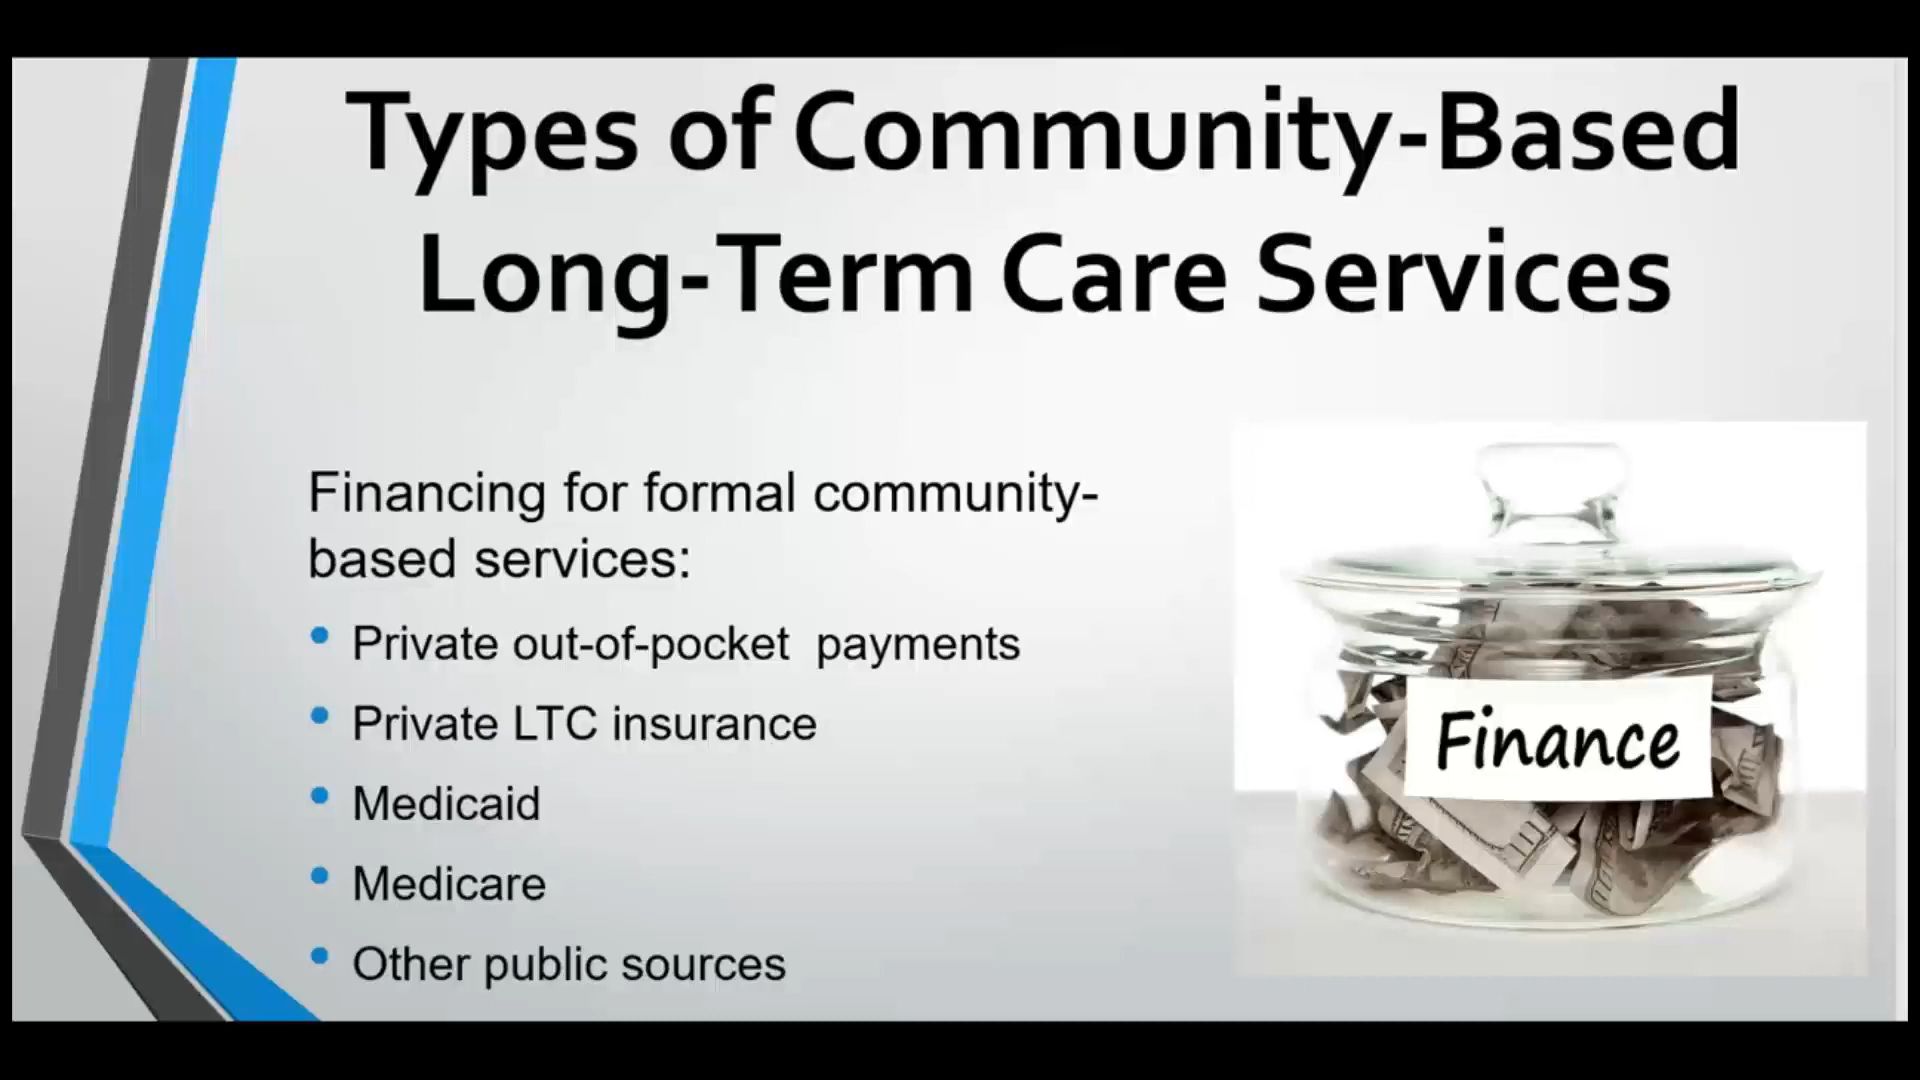 Types of Community-Based
Long-Term Care Services
Financing for formal community-
based services:
• Private out-of-pocket  payments
• Private LTC insurance
• Medicaid
• Medicare
• Other public sources
Finance